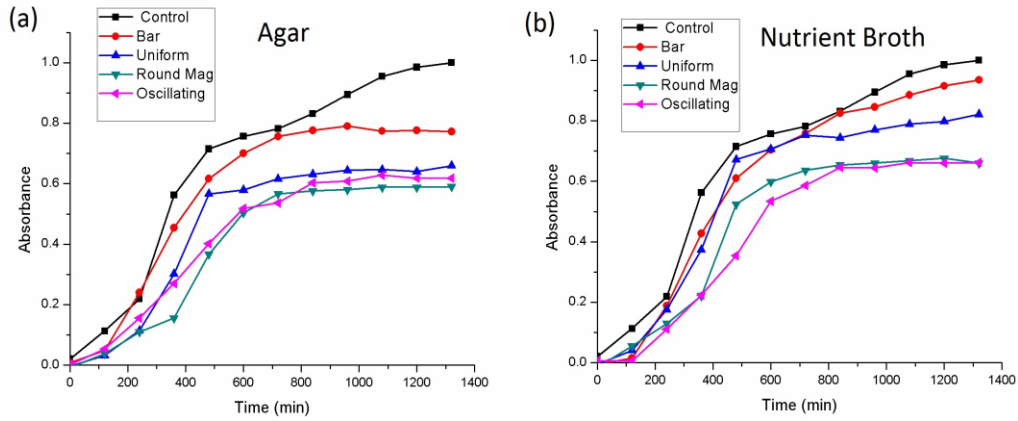 (a)
Agar
Control
Bar
Uniform
Round Mag
Oscillating
Absorbance
1.0
0.8
0.6
0.4
0.2
0.0
0 200 400 600 800 1000 1200 1400
Time (min)
(b)
Nutrient Broth
Control
Bar
Uniform
Round Mag
Oscillating
Absorbance
1.0
0.8
0.6
0.4
0.2
0.0
0 200 400 600 800 1000 1200 1400
Time (min)